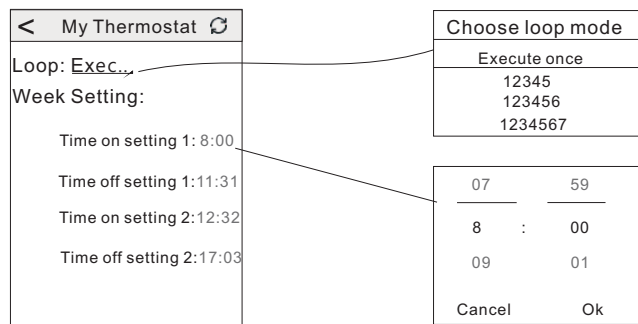 < My Thermostat
Loop: Exec...
Week Setting:
Time on setting 1: 8:00
Time off setting 1:11:31
Time on setting 2:12:32
Time off setting 2:17:03
Choose loop mode
Execute once
12345
123456
1234567
07 59
8 : 00
09 01
Cancel Ok